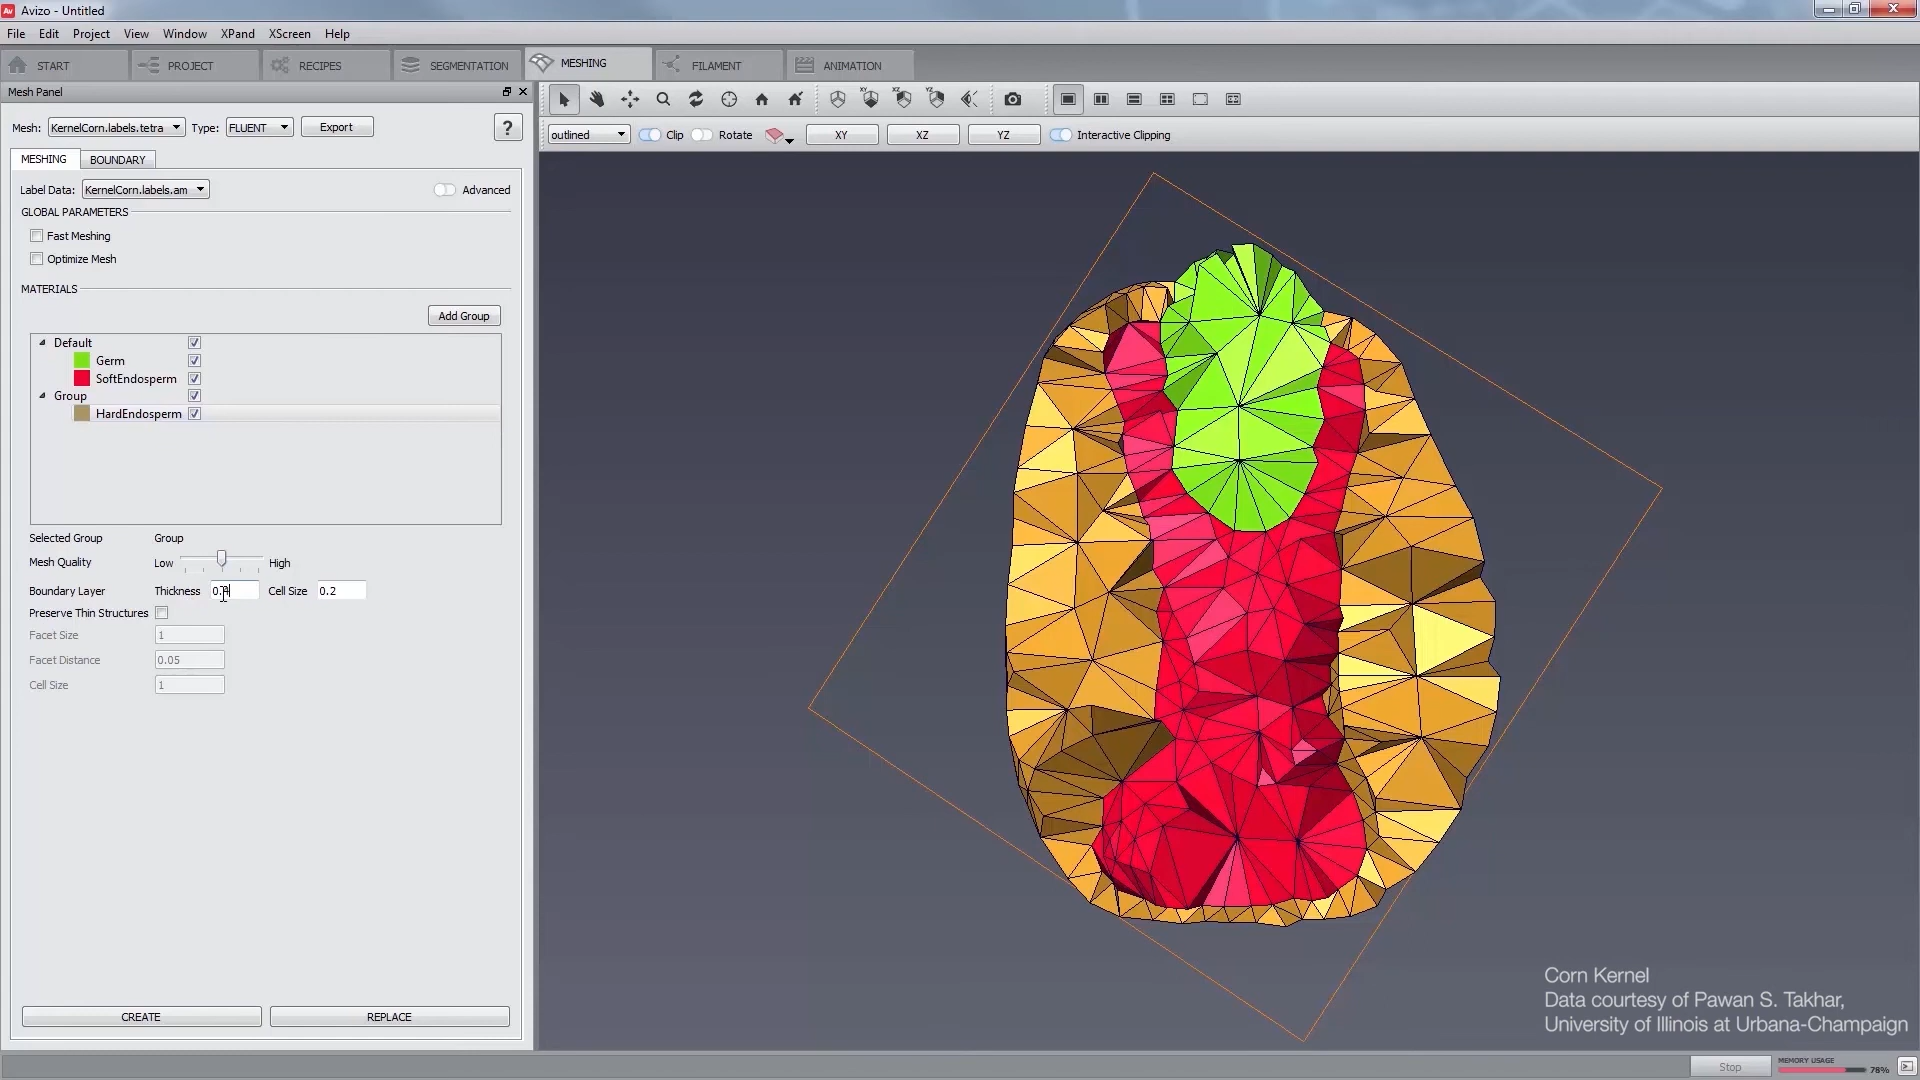 Av Avizo - Untitled
File Edit Project View Window XPand XScreen Help
START PROJECT RECIPES SEGMENTATION MESHING FILAMENT ANIMATION
Mesh Panel
Mesh: KernelCorn.labels.tetra Type: FLUENT Export ?
outlined Clip Rotate XY XZ YZ Interactive Clipping
MESHING BOUNDARY
Label Data: KernelCorn.labels.am Advanced
GLOBAL PARAMETERS
Fast Meshing
Optimize Mesh
MATERIALS
Add Group
Default
Germ
SoftEndosperm
Group
HardEndosperm
Selected Group Group
Mesh Quality Low High
Boundary Layer Thickness Cell Size 0.2
Preserve Thin Structures
Facet Size 1
Facet Distance 0.05
Cell Size 1
CREATE REPLACE
Corn Kernel
Data courtesy of Pawan S. Takhar,
University of Illinois at Urbana-Champaign
Stop MEMORY USAGE 78%